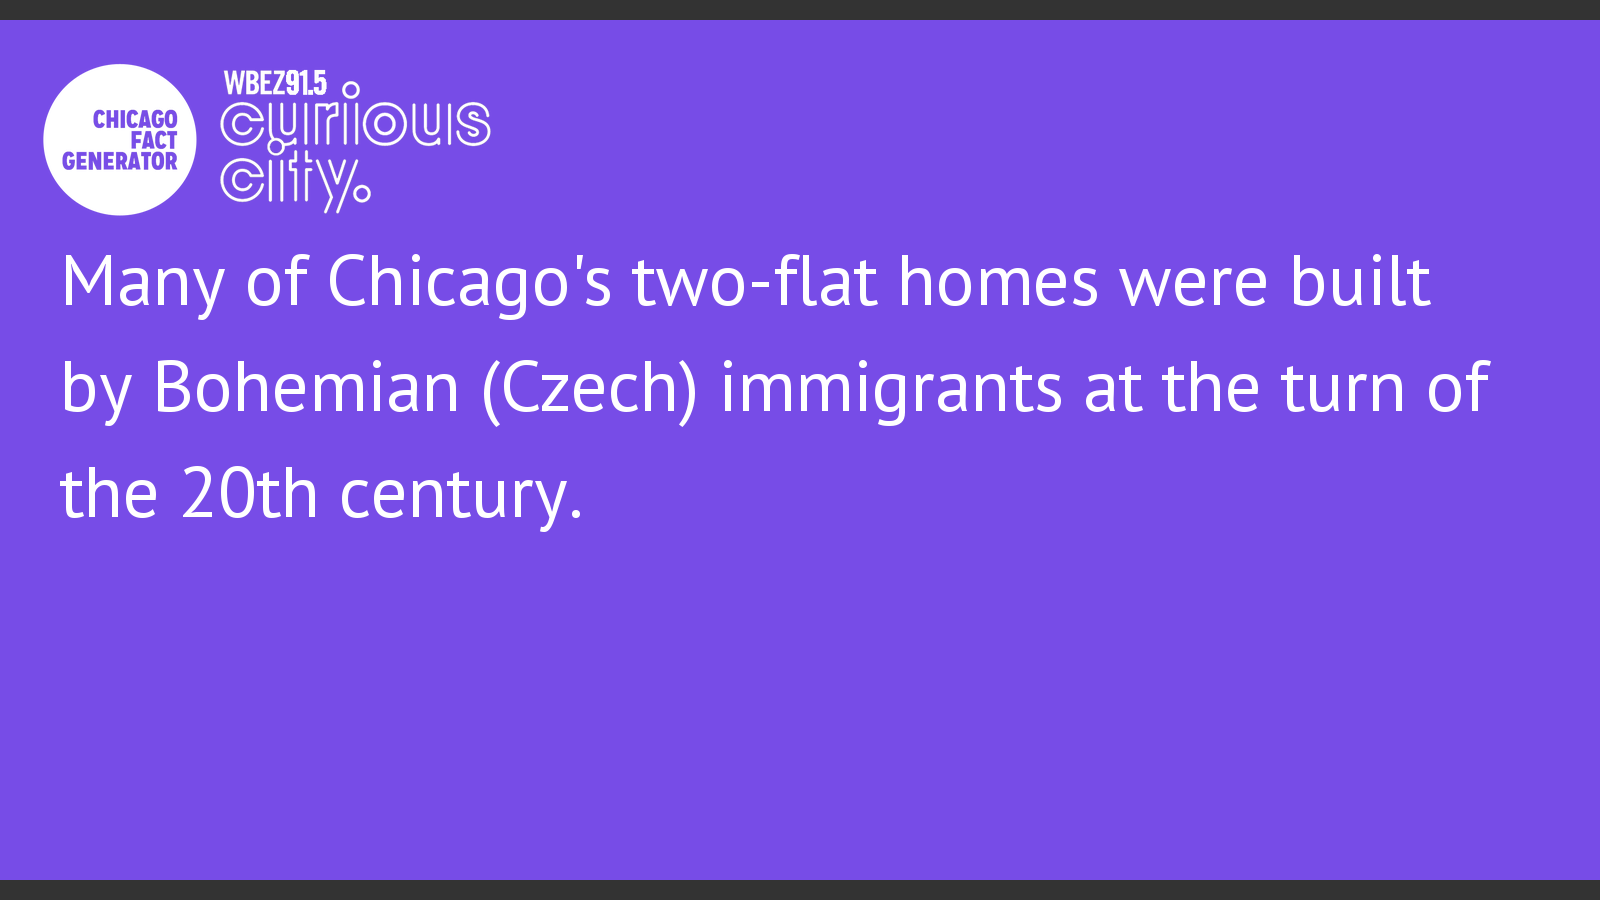 CHICAGO
FACT
GENERATOR
WBEZ91.5
curious
city.
Many of Chicago's two-flat homes were built
by Bohemian (Czech) immigrants at the turn of
the 20th century.